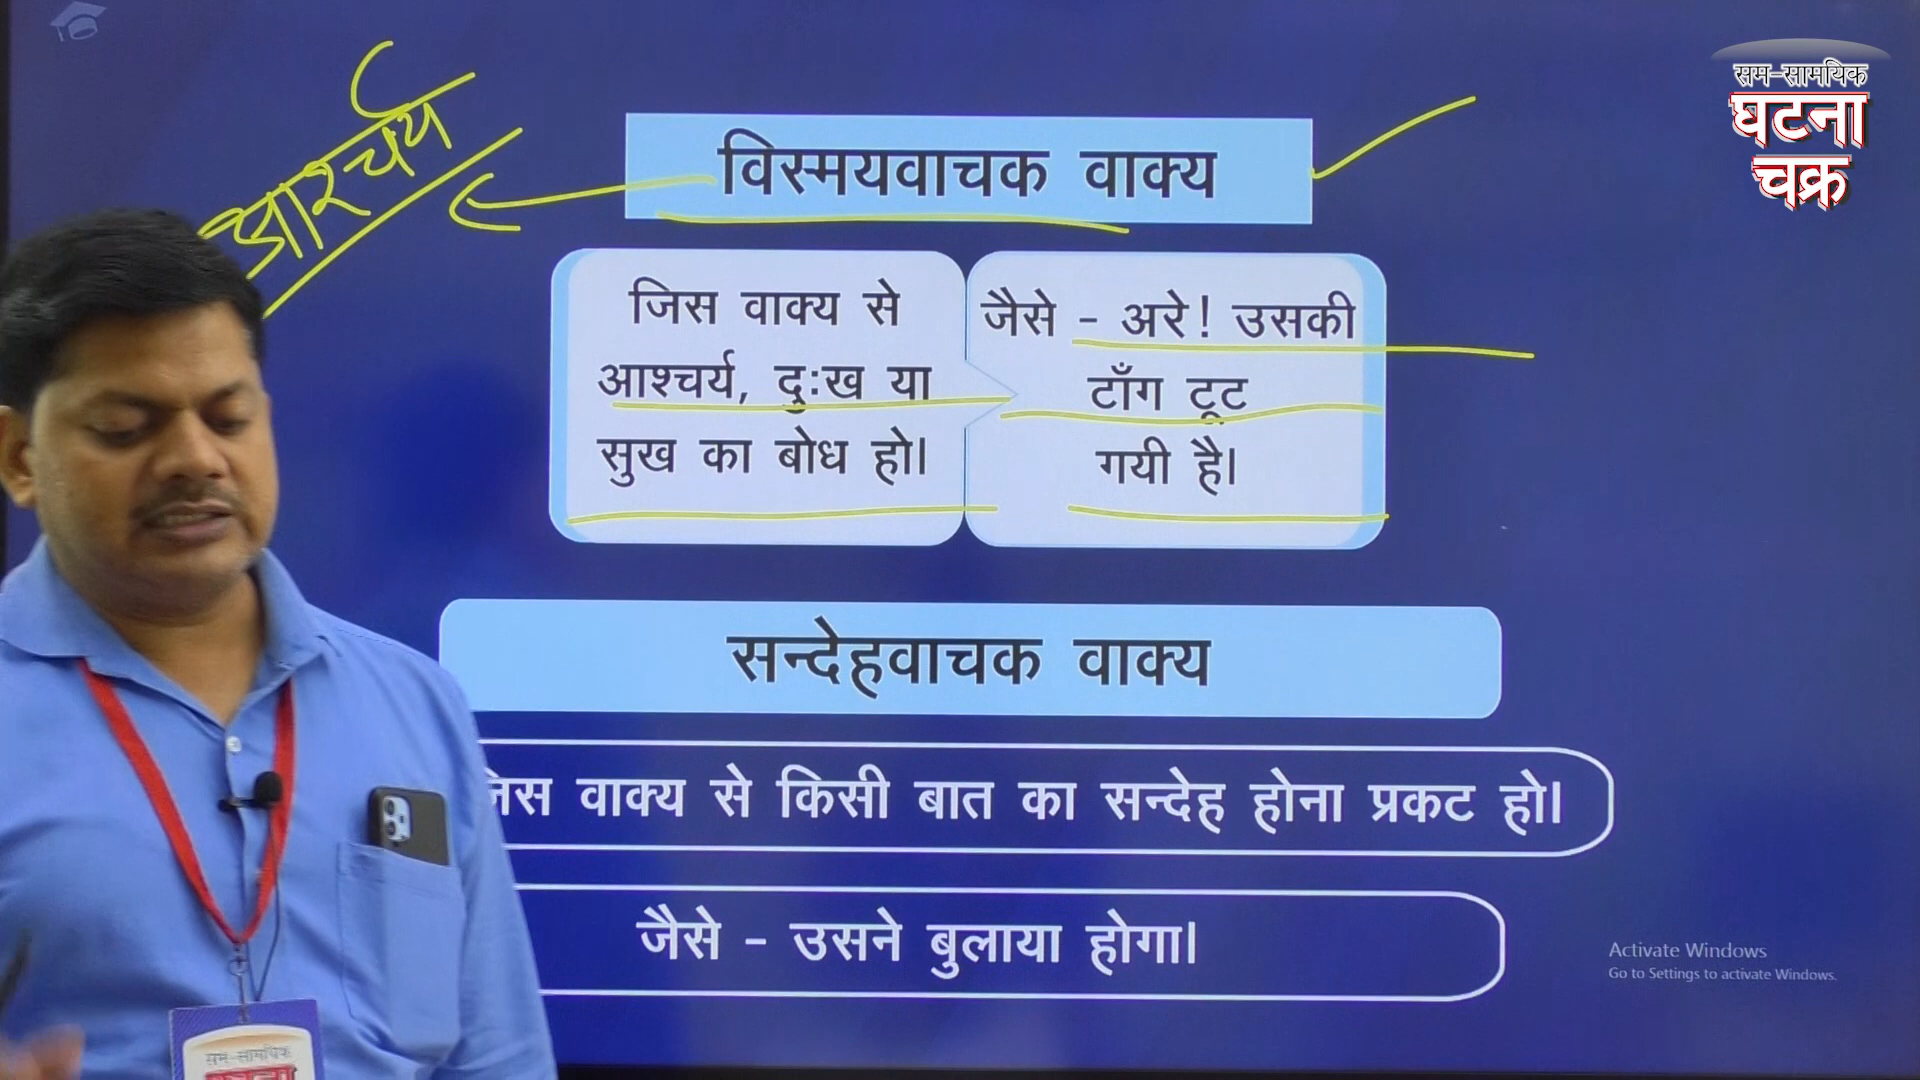 सम-सामयिक
घटना
चक्र
आश्चर्य
विस्मयवाचक वाक्य
जिस वाक्य से
आश्चर्य, दुःख या
सुख का बोध हो।
जैसे - अरे! उसकी
टाँग टूट
गयी है।
सन्देहवाचक वाक्य
जिस वाक्य से किसी बात का सन्देह होना प्रकट हो।
जैसे - उसने बुलाया होगा।
Activate Windows
Go to Settings to activate Windows.
सम-सामयिक
घटना